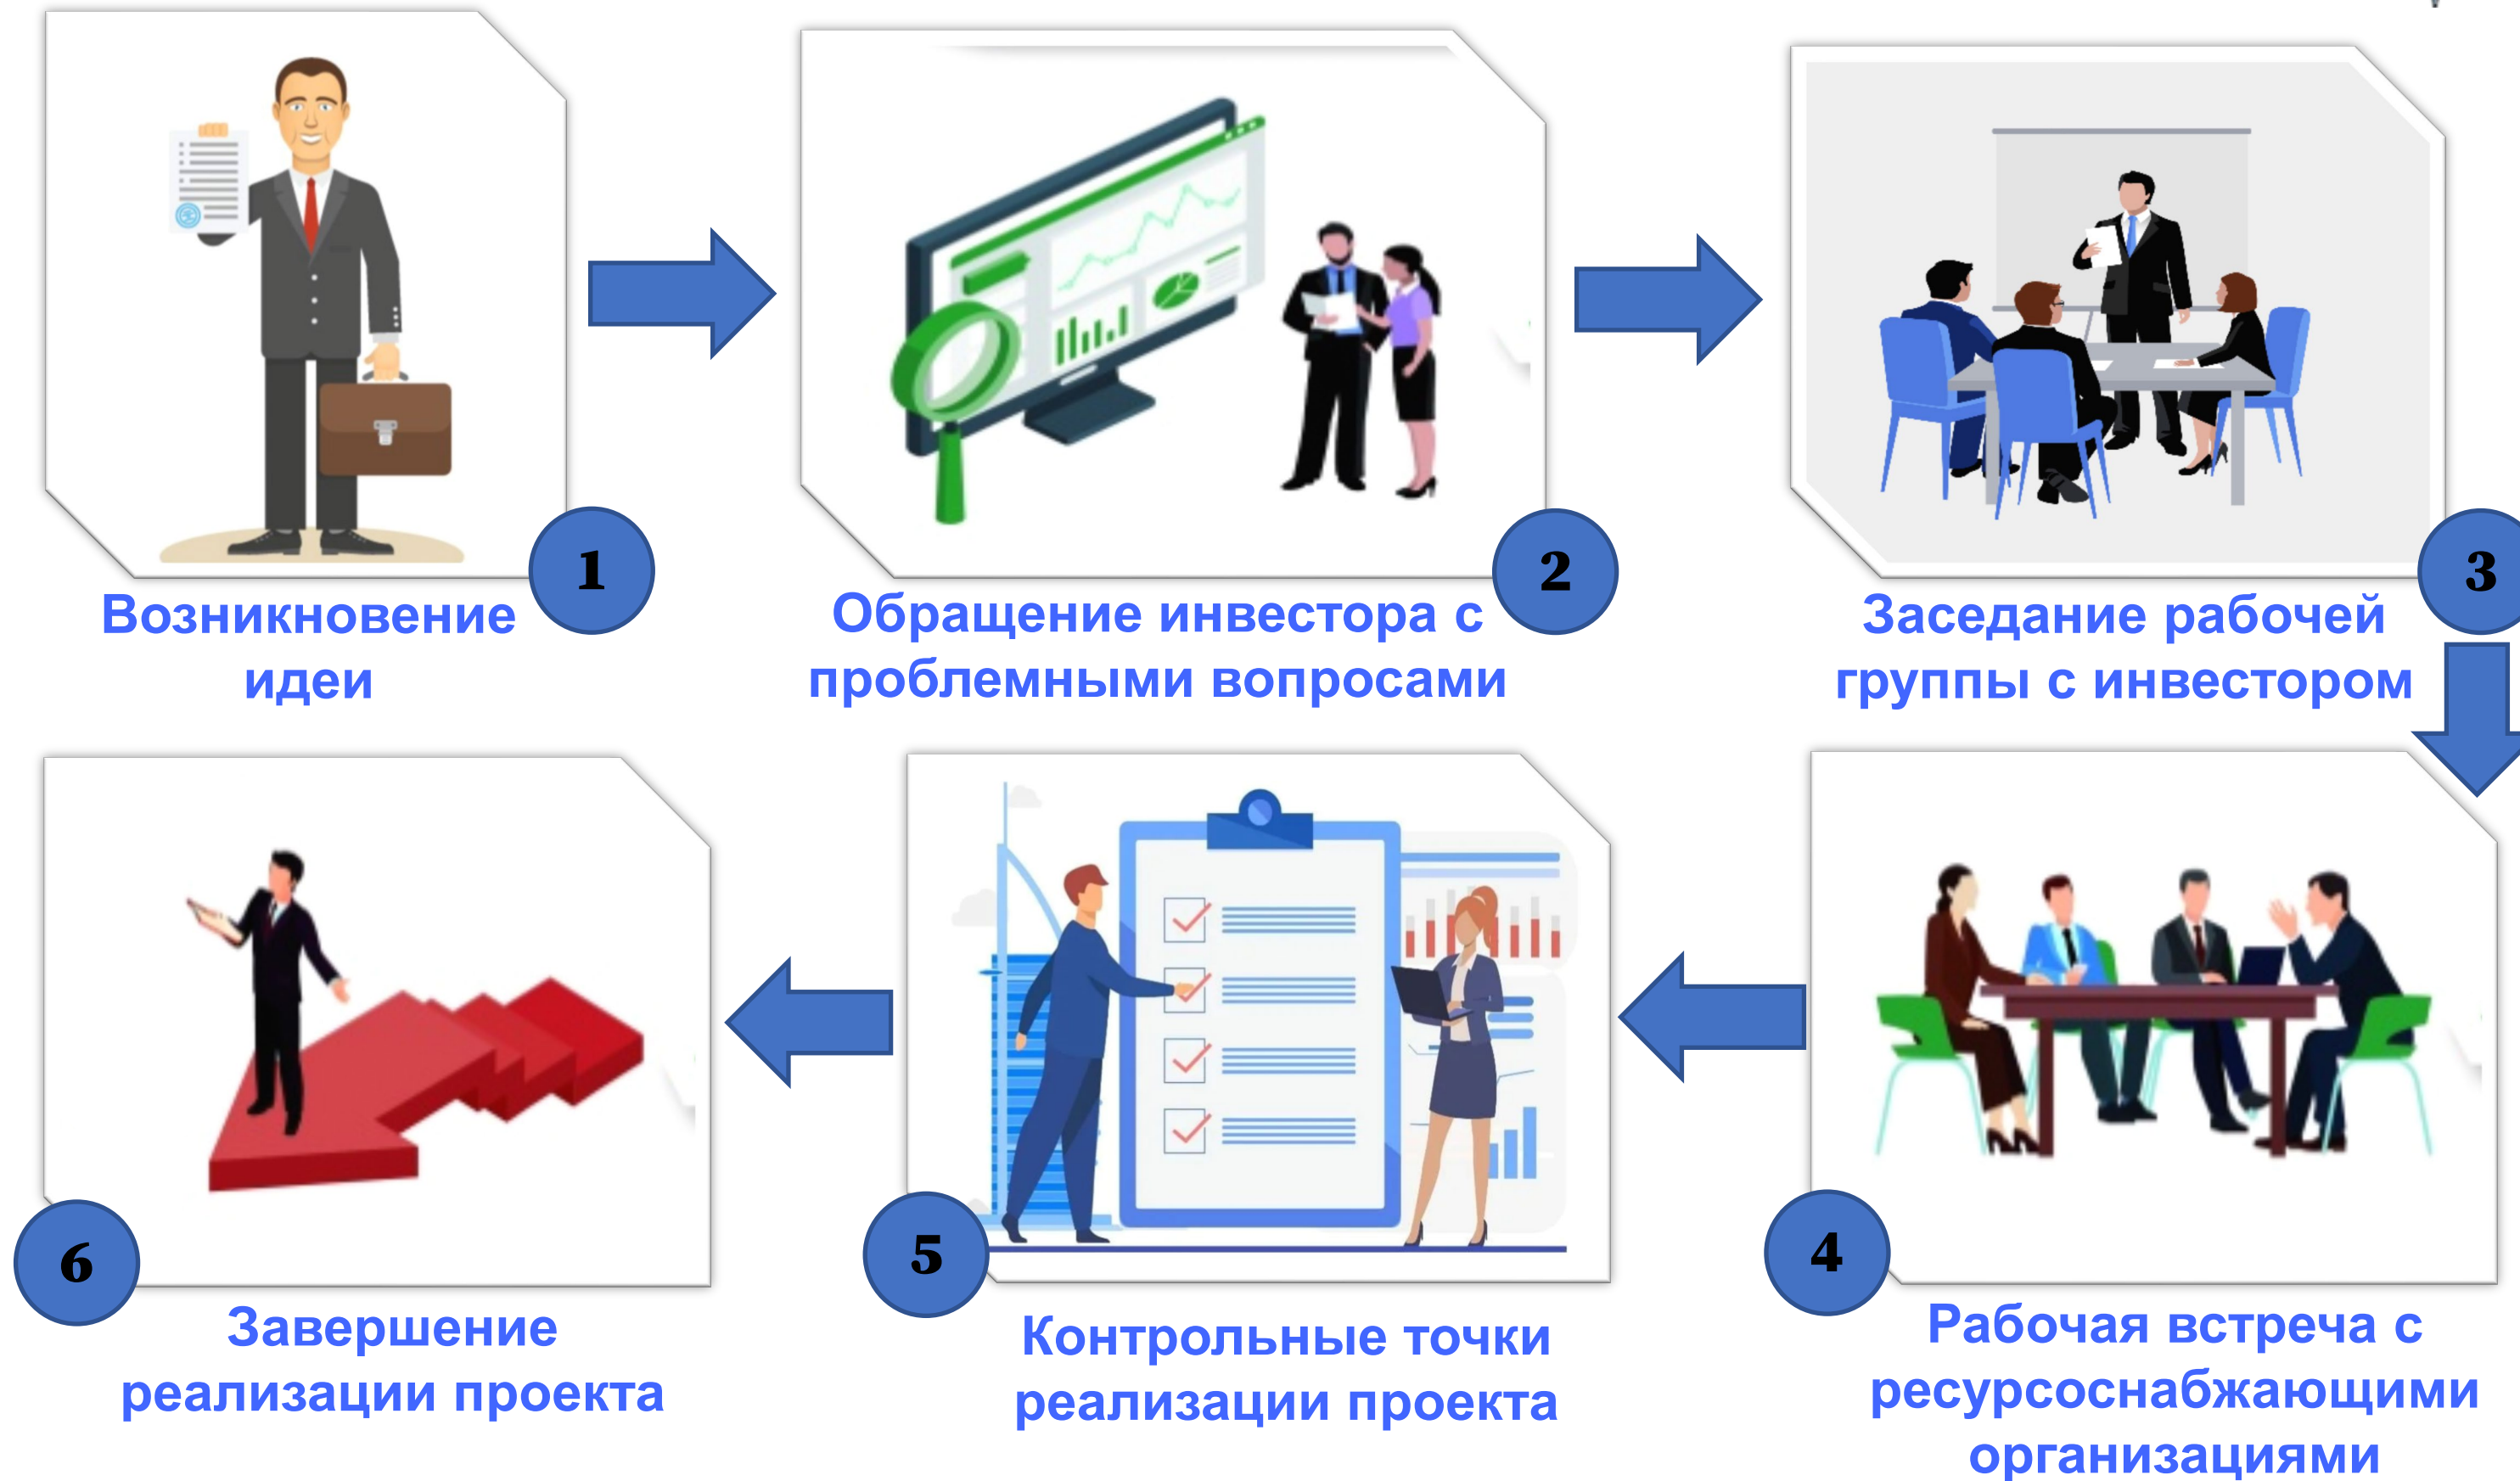 1
Возникновение
идеи
2
Обращение инвестора с
проблемными вопросами
3
Заседание рабочей
группы с инвестором
4
Рабочая встреча с
ресурсоснабжающими
организациями
5
Контрольные точки
реализации проекта
6
Завершение
реализации проекта